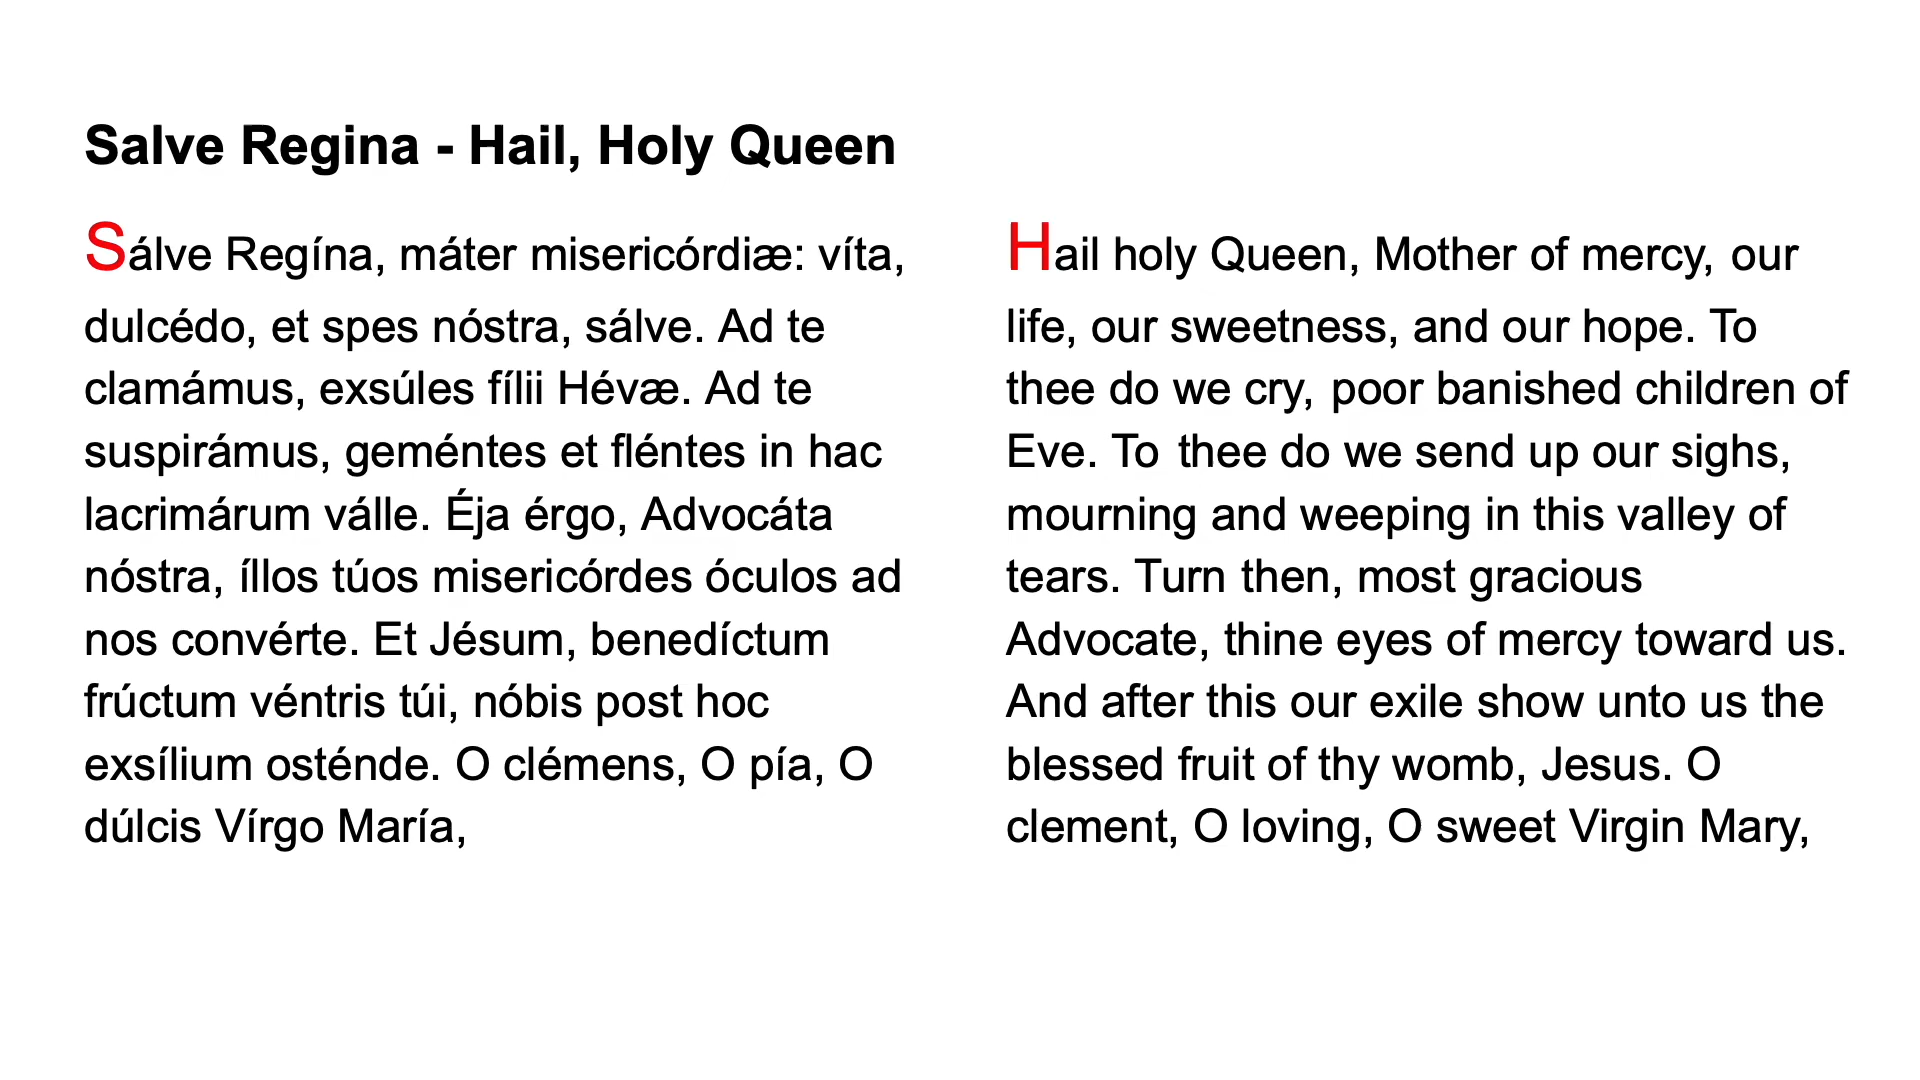 Salve Regina - Hail, Holy Queen
Sálve Regína, máter misericórdiæ: víta,
dulcédo, et spes nóstra, sálve. Ad te
clamámus, exsúles fílii Hévæ. Ad te
suspirámus, geméntes et fléntes in hac
lacrimárum válle. Éja érgo, Advocáta
nóstra, íllos túos misericórdes óculos ad
nos convérte. Et Jésum, benedíctum
frúctum véntris túi, nóbis post hoc
exsílium osténde. O clémens, O pía, O
dúlcis Vírgo María,
Hail holy Queen, Mother of mercy, our
life, our sweetness, and our hope. To
thee do we cry, poor banished children of
Eve. To thee do we send up our sighs,
mourning and weeping in this valley of
tears. Turn then, most gracious
Advocate, thine eyes of mercy toward us.
And after this our exile show unto us the
blessed fruit of thy womb, Jesus. O
clement, O loving, O sweet Virgin Mary,